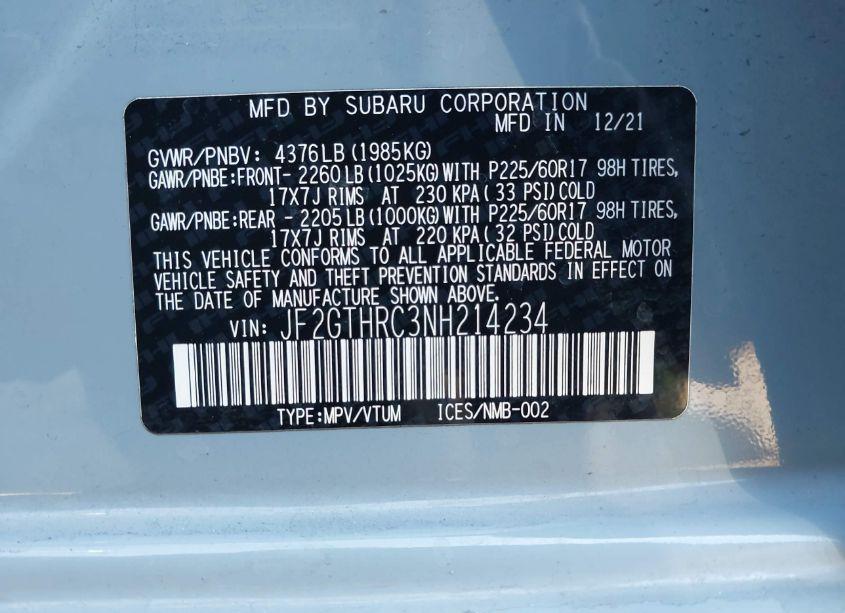 MFD BY SUBARU CORPORATION
MFD IN 12/21
GVWR/PNBV: 4376LB (1985KG)
GAWR/PNBE:FRONT- 2260LB (1025KG) WITH P225/60R17 98H TIRES,
17X7J RIMS AT 230 KPA( 33 PSI)COLD
GAWR/PNBE:REAR - 2205LB (1000KG) WITH P225/60R17 98H TIRES,
17X7J RIMS AT 220 KPA( 32 PSI)COLD
THIS VEHICLE CONFORMS TO ALL APPLICABLE FEDERAL MOTOR
VEHICLE SAFETY AND THEFT PREVENTION STANDARDS IN EFFECT ON
THE DATE OF MANUFACTURE SHOWN ABOVE.
VIN: JF2GTHRC3NH214234
TYPE:MPV/VTUM ICES/NMB-002